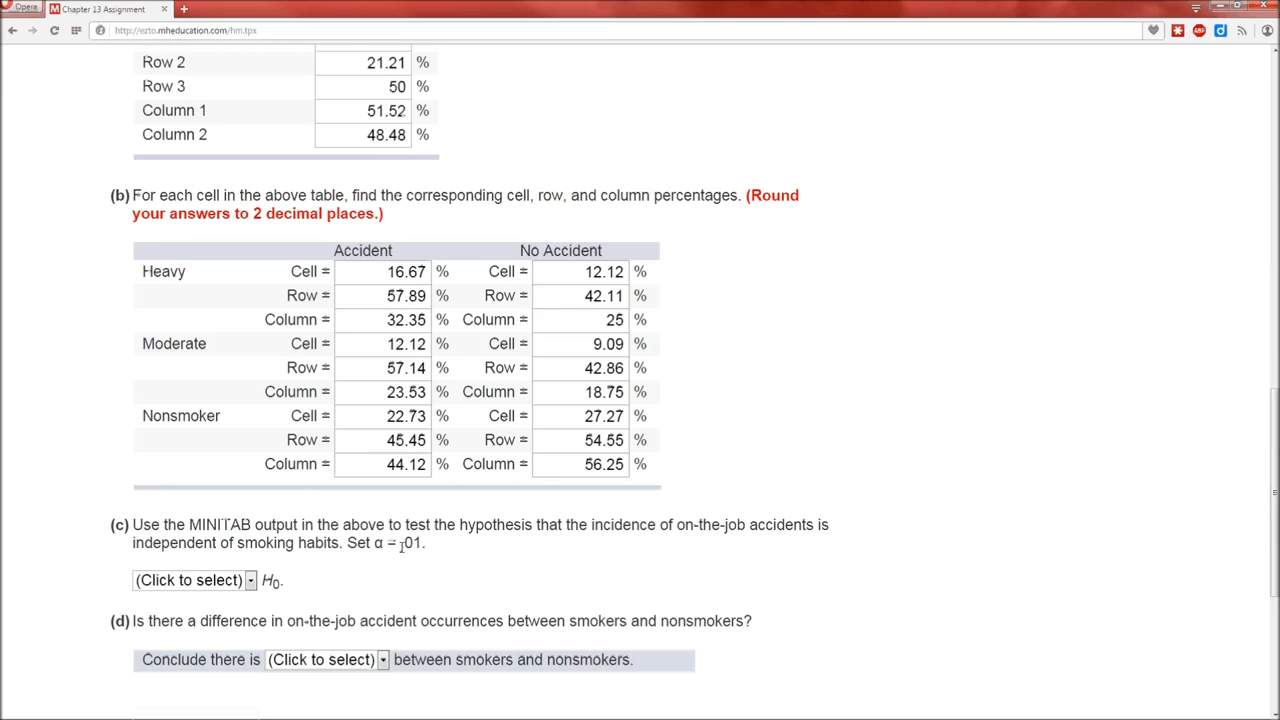 Opera
Chapter 13 Assignment
http://ezto.mheducation.com/hm.tpx
Row 2 21.21 %
Row 3 50 %
Column 1 51.52 %
Column 2 48.48 %
(b) For each cell in the above table, find the corresponding cell, row, and column percentages. (Round
your answers to 2 decimal places.)
Accident No Accident
Heavy Cell = 16.67 % Cell = 12.12 %
Row = 57.89 % Row = 42.11 %
Column = 32.35 % Column = 25 %
Moderate Cell = 12.12 % Cell = 9.09 %
Row = 57.14 % Row = 42.86 %
Column = 23.53 % Column = 18.75 %
Nonsmoker Cell = 22.73 % Cell = 27.27 %
Row = 45.45 % Row = 54.55 %
Column = 44.12 % Column = 56.25 %
(c) Use the MINITAB output in the above to test the hypothesis that the incidence of on-the-job accidents is
independent of smoking habits. Set α = .01.
(Click to select) H0.
(d) Is there a difference in on-the-job accident occurrences between smokers and nonsmokers?
Conclude there is (Click to select) between smokers and nonsmokers.